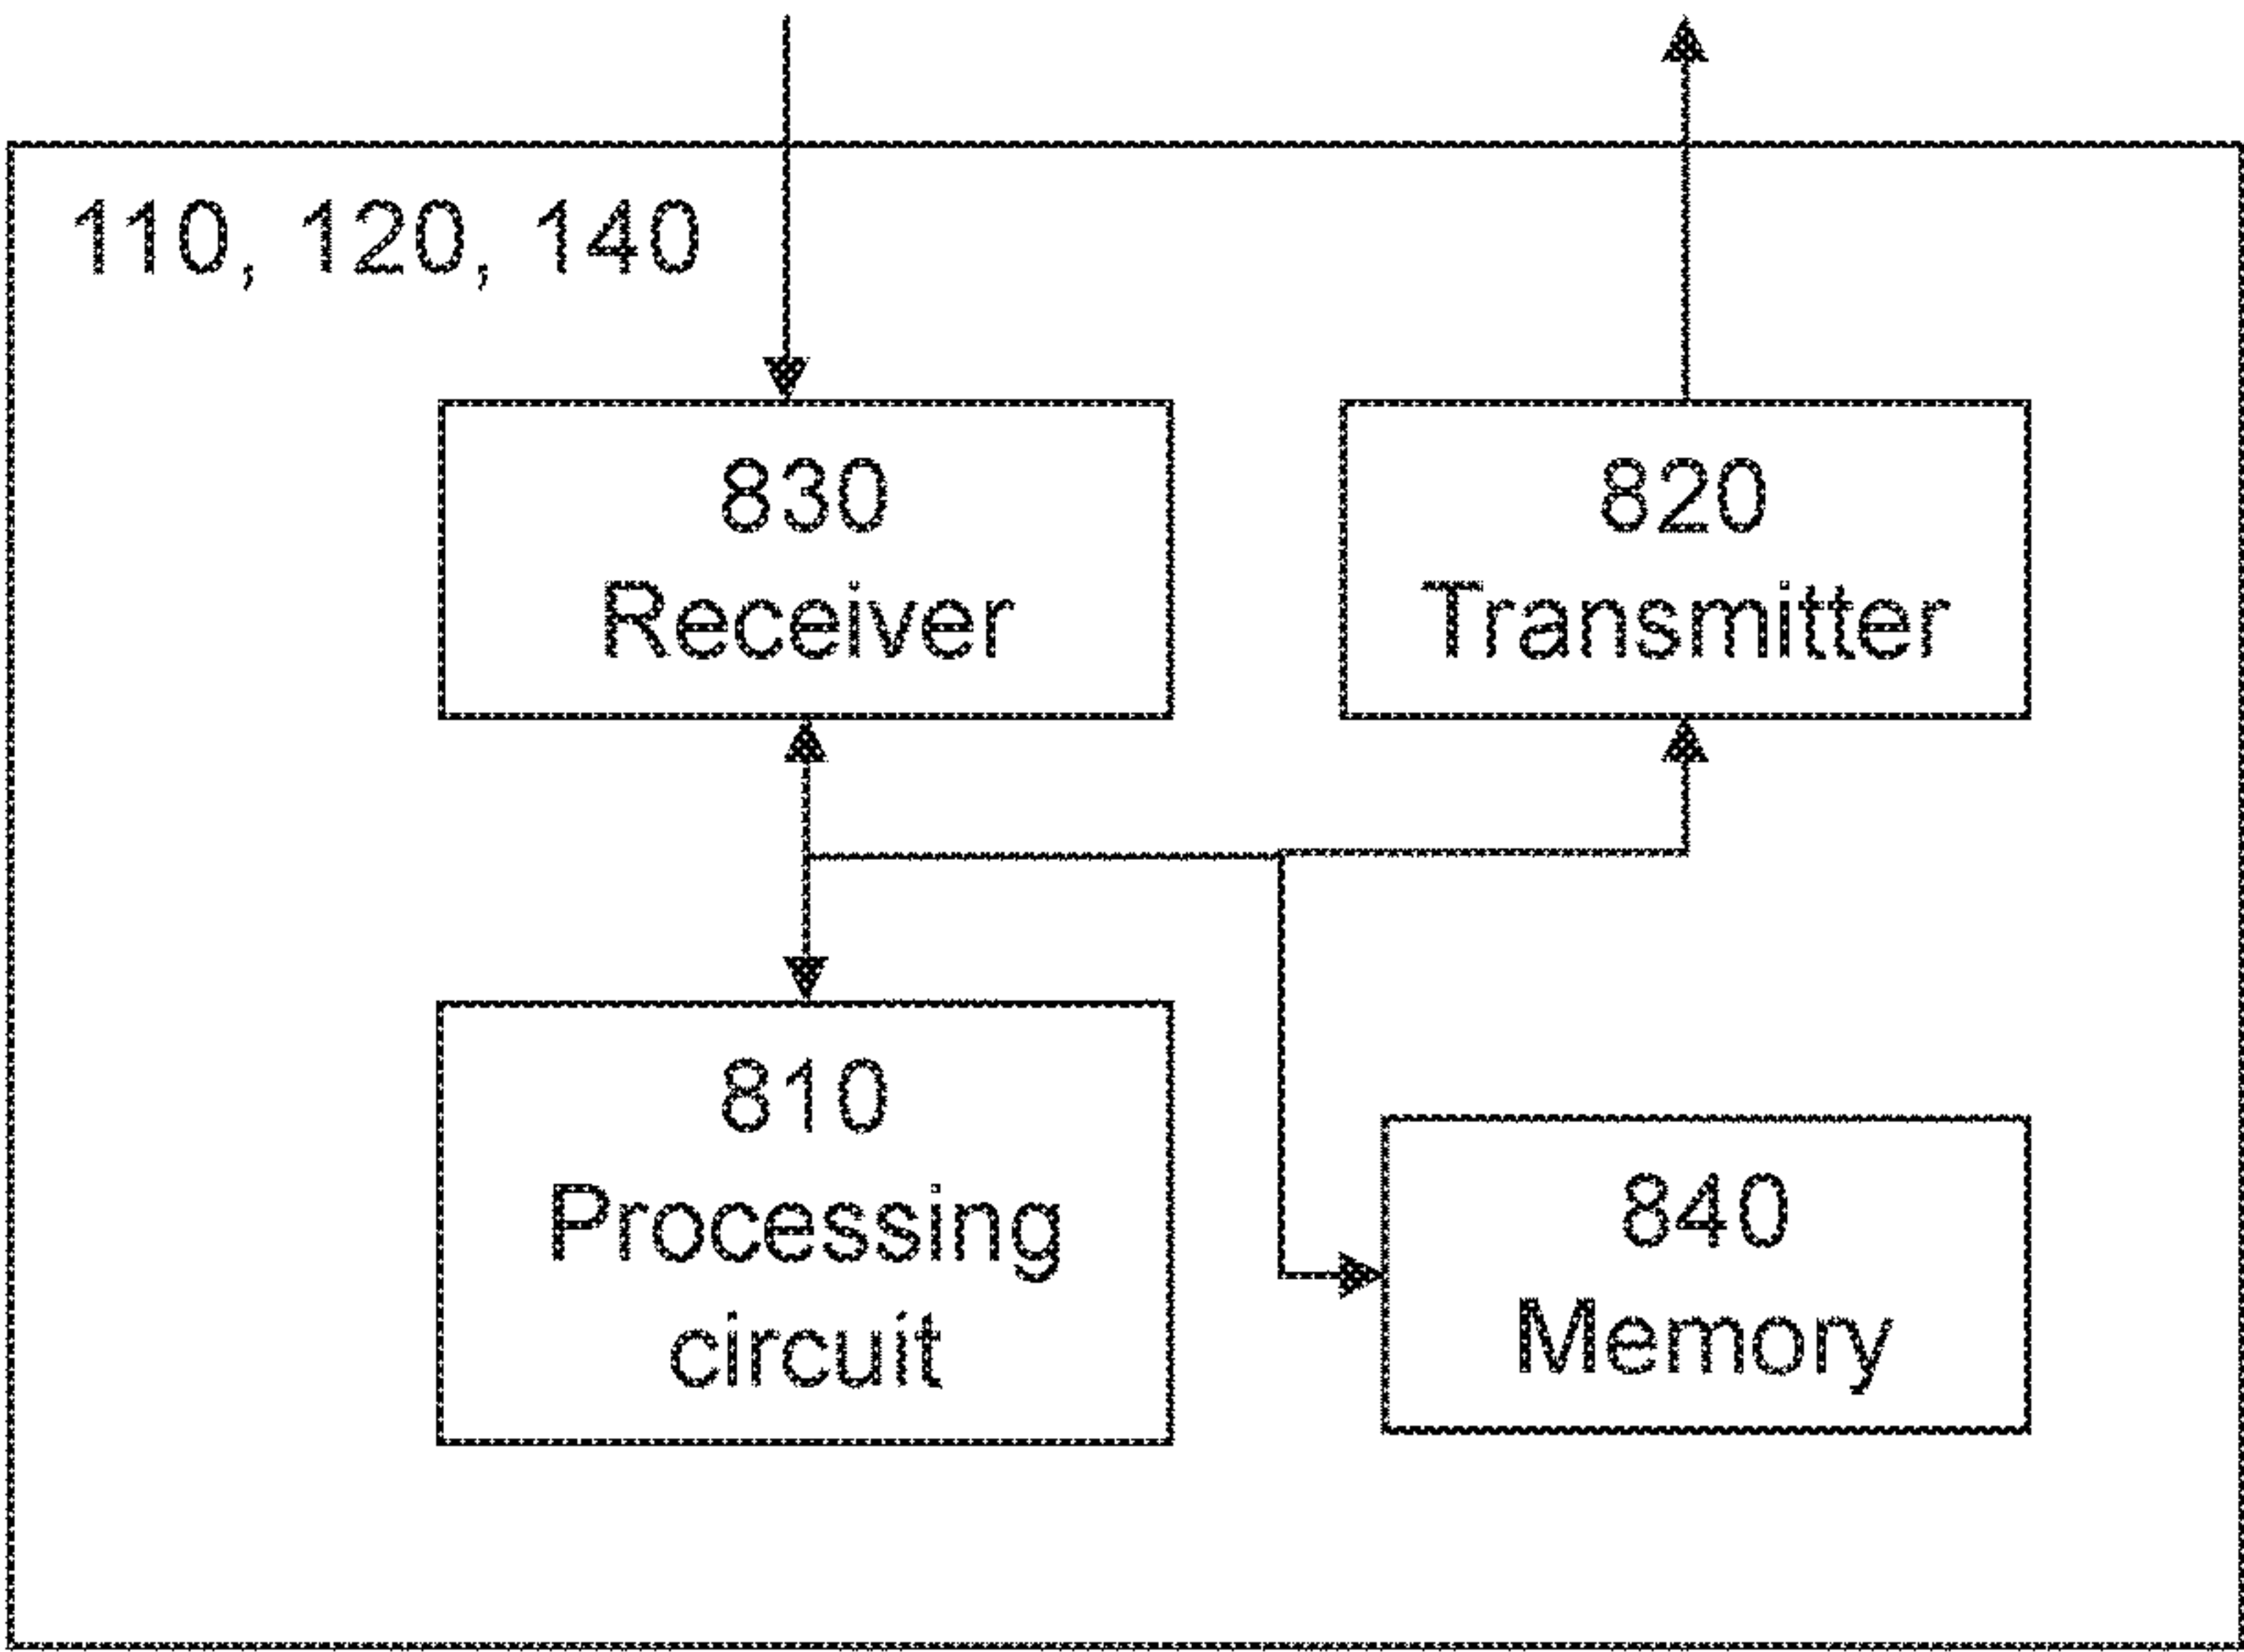 110, 120, 140
830
Receiver
820
Transmitter
810
Processing
circuit
840
Memory